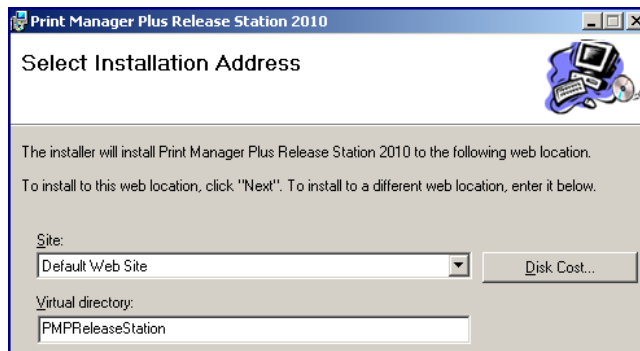 Print Manager Plus Release Station 2010
Select Installation Address
The installer will install Print Manager Plus Release Station 2010 to the following web location.
To install to this web location, click "Next". To install to a different web location, enter it below.
Site:
Default Web Site
Disk Cost...
Virtual directory:
PMPReleaseStation